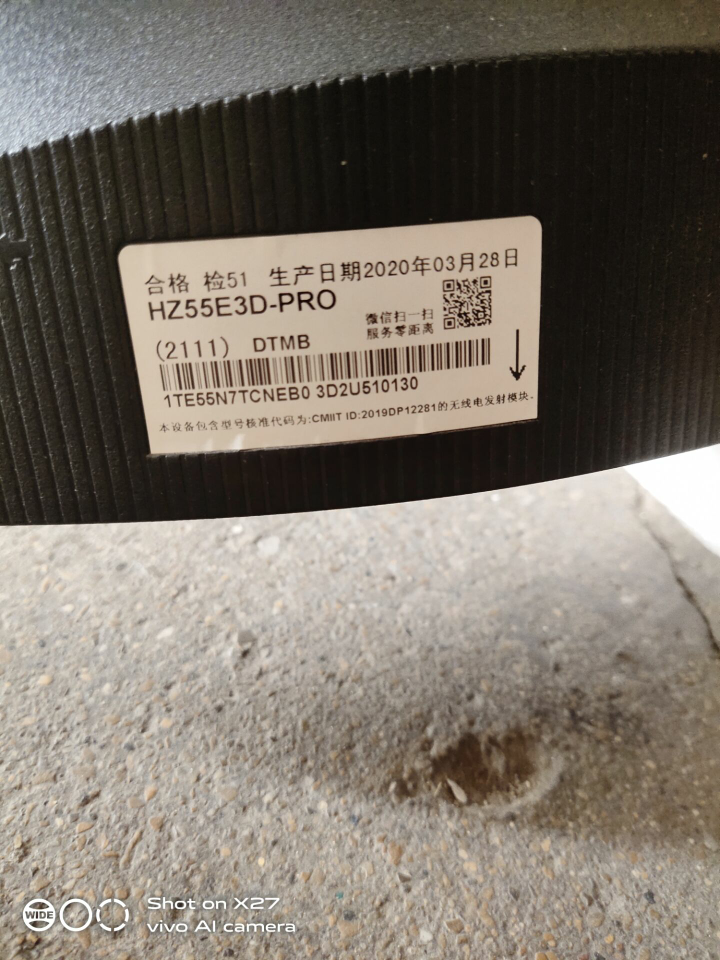 合格 检51 生产日期2020年03月28日
HZ55E3D-PRO
微信扫一扫
服务零距离
(2111) DTMB
1TE55N7TCNEB0 3D2U510130
本设备包含型号核准代码为:CMIIT ID:2019DP12281的无线电发射模块.
WIDE
Shot on X27
vivo AI camera